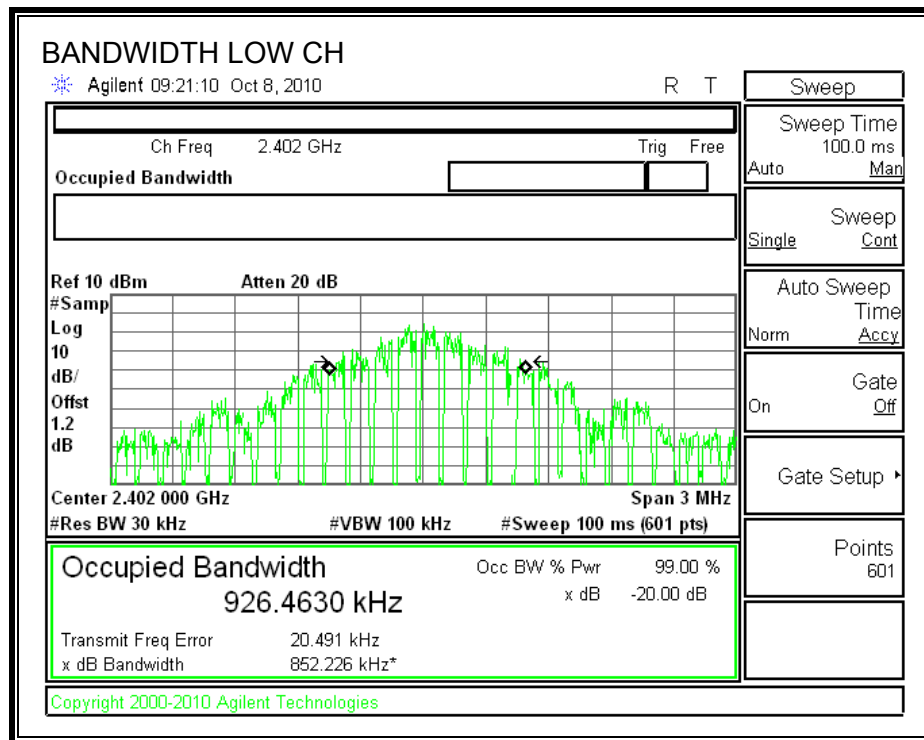 BANDWIDTH LOW CH
Agilent 09:21:10 Oct 8, 2010 R T
Ch Freq 2.402 GHz Trig Free
Occupied Bandwidth
Ref 10 dBm Atten 20 dB
#Samp
Log
10
dB/
Offst
1.2
dB
Center 2.402 000 GHz Span 3 MHz
#Res BW 30 kHz #VBW 100 kHz #Sweep 100 ms (601 pts)
Occupied Bandwidth Occ BW % Pwr 99.00 %
926.4630 kHz x dB -20.00 dB
Transmit Freq Error 20.491 kHz
x dB Bandwidth 852.226 kHz*
Copyright 2000-2010 Agilent Technologies
Sweep
Sweep Time
100.0 ms
Auto Man
Sweep
Single Cont
Auto Sweep
Time
Norm Accy
Gate
On Off
Gate Setup
Points
601